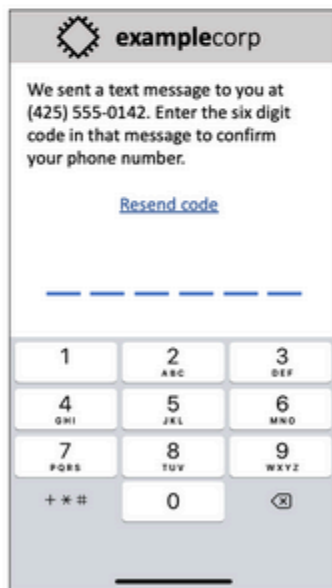 examplecorp
We sent a text message to you at
(425) 555-0142. Enter the six digit
code in that message to confirm
your phone number.
Resend code
1 2 3
ABC DEF
4 5 6
GHI JKL MNO
7 8 9
PQRS TUV WXYZ
+ * # 0